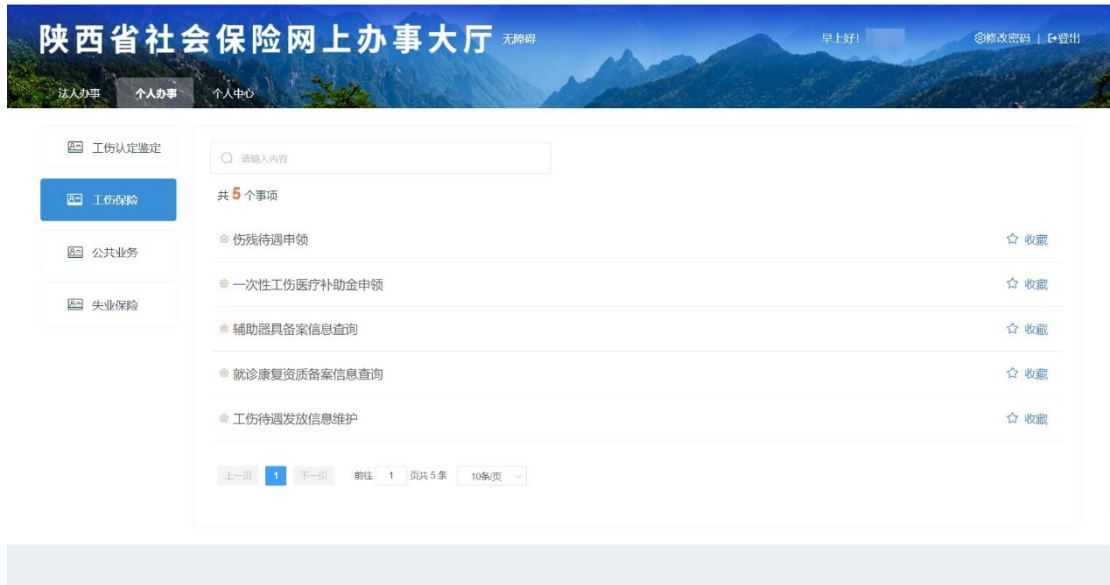 陕西省社会保险网上办事大厅 无障碍 早上好! 修改密码 | 登出
法人办事 个人办事 个人中心
工伤认定鉴定
工伤保险
公共业务
失业保险
请输入内容
共 5 个事项
伤残待遇申领 收藏
一次性工伤医疗补助金申领 收藏
辅助器具备案信息查询 收藏
就诊康复资质备案信息查询 收藏
工伤待遇发放信息维护 收藏
上一页 1 下一页 前往 1 页共 5 条 10条/页